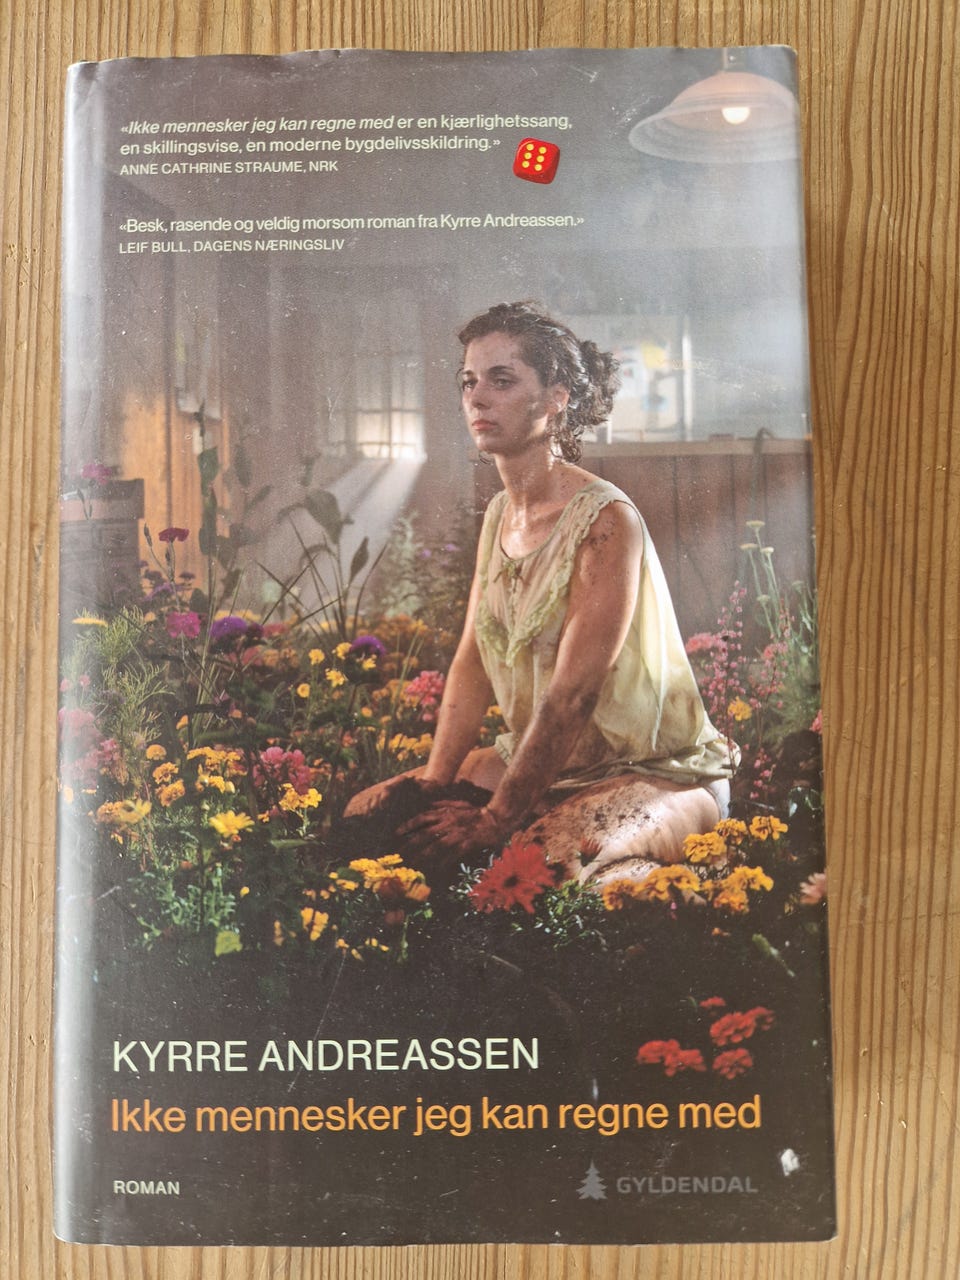 «Ikke mennesker jeg kan regne med er en kjærlighetssang,
en skillingsvise, en moderne bygdelivsskildring.»
ANNE CATHRINE STRAUME, NRK
«Besk, rasende og veldig morsom roman fra Kyrre Andreassen.»
LEIF BULL, DAGENS NÆRINGSLIV
KYRRE ANDREASSEN
Ikke mennesker jeg kan regne med
ROMAN
GYLDENDAL